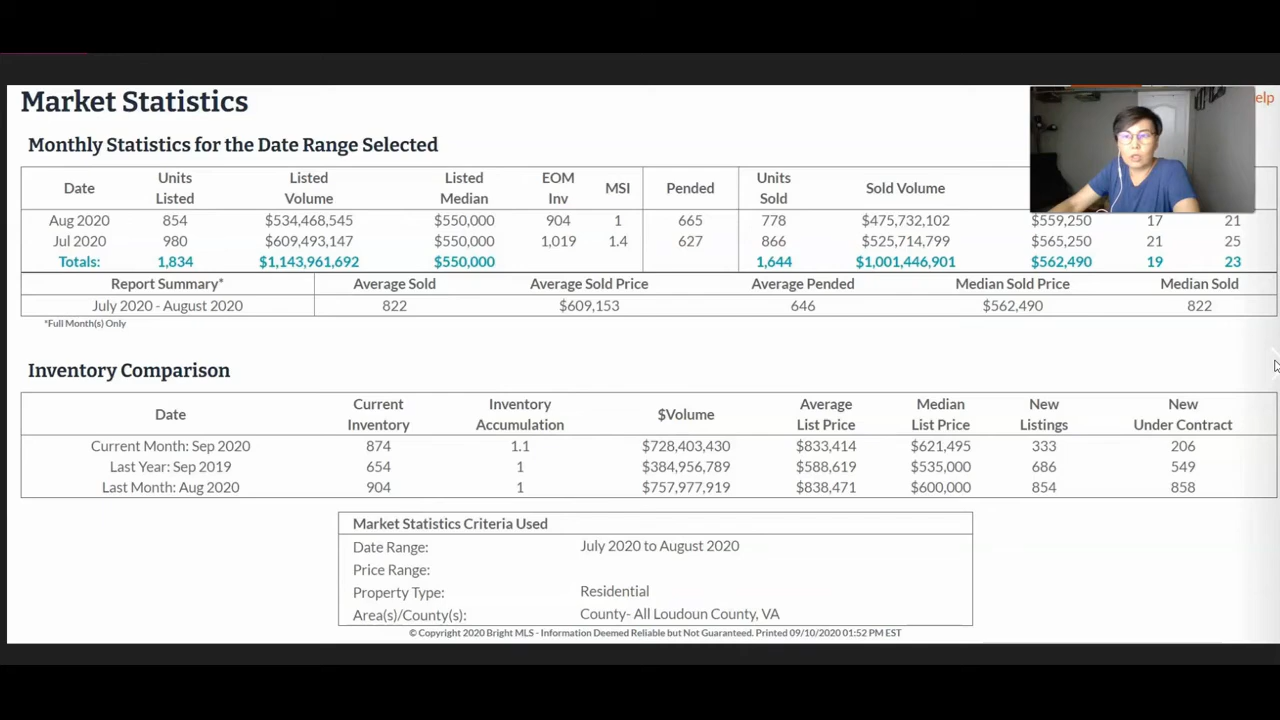 Market Statistics
elp
Monthly Statistics for the Date Range Selected
Date Units Listed Listed Volume Listed Median EOM Inv MSI Pended Units Sold Sold Volume
Aug 2020 854 $534,468,545 $550,000 904 1 665 778 $475,732,102 $559,250 17 21
Jul 2020 980 $609,493,147 $550,000 1,019 1.4 627 866 $525,714,799 $565,250 21 25
Totals: 1,834 $1,143,961,692 $550,000 1,644 $1,001,446,901 $562,490 19 23
Report Summary* Average Sold Average Sold Price Average Pended Median Sold Price Median Sold
July 2020 - August 2020 822 $609,153 646 $562,490 822
*Full Month(s) Only
Inventory Comparison
Date Current Inventory Inventory Accumulation $Volume Average List Price Median List Price New Listings New Under Contract
Current Month: Sep 2020 874 1.1 $728,403,430 $833,414 $621,495 333 206
Last Year: Sep 2019 654 1 $384,956,789 $588,619 $535,000 686 549
Last Month: Aug 2020 904 1 $757,977,919 $838,471 $600,000 854 858
Market Statistics Criteria Used
Date Range: July 2020 to August 2020
Price Range:
Property Type: Residential
Area(s)/County(s): County- All Loudoun County, VA
© Copyright 2020 Bright MLS - Information Deemed Reliable but Not Guaranteed. Printed 09/10/2020 01:52 PM EST